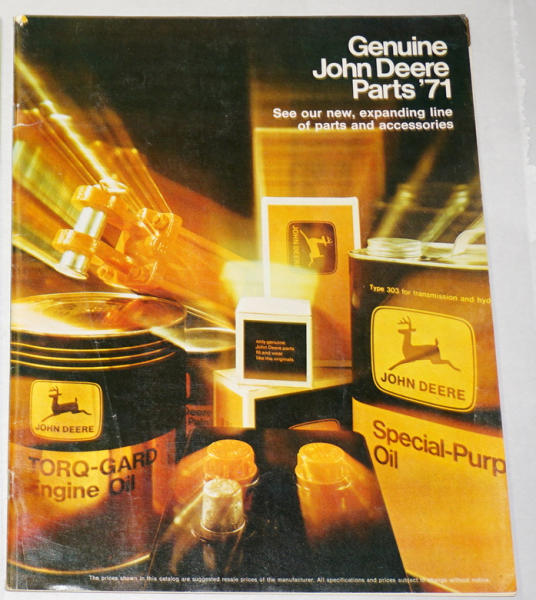 Genuine
John Deere
Parts '71
See our new, expanding line
of parts and accessories
JOHN DEERE
Type 303 for transmission and hyd
only genuine
John Deere parts
fit and wear
like the originals
JOHN DEERE
JOHN DEERE
TORQ-GARD
Engine Oil
Special-Purp
Oil
The prices shown in this catalog are suggested resale prices of the manufacturer. All specifications and prices subject to change without notice.